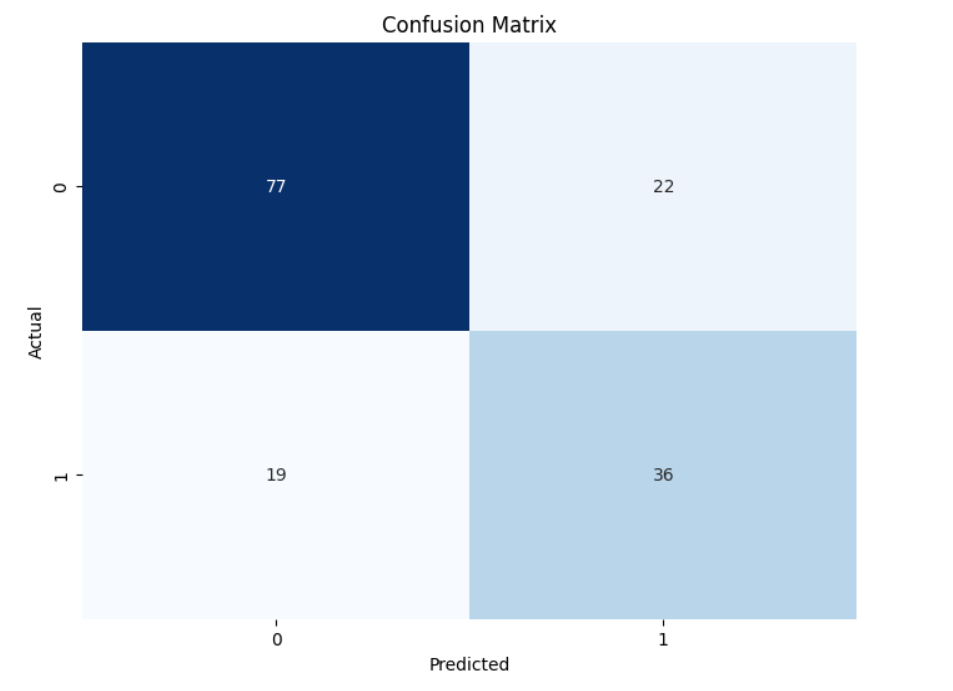 Confusion Matrix
0
77
22
Actual
1
19
36
0
1
Predicted